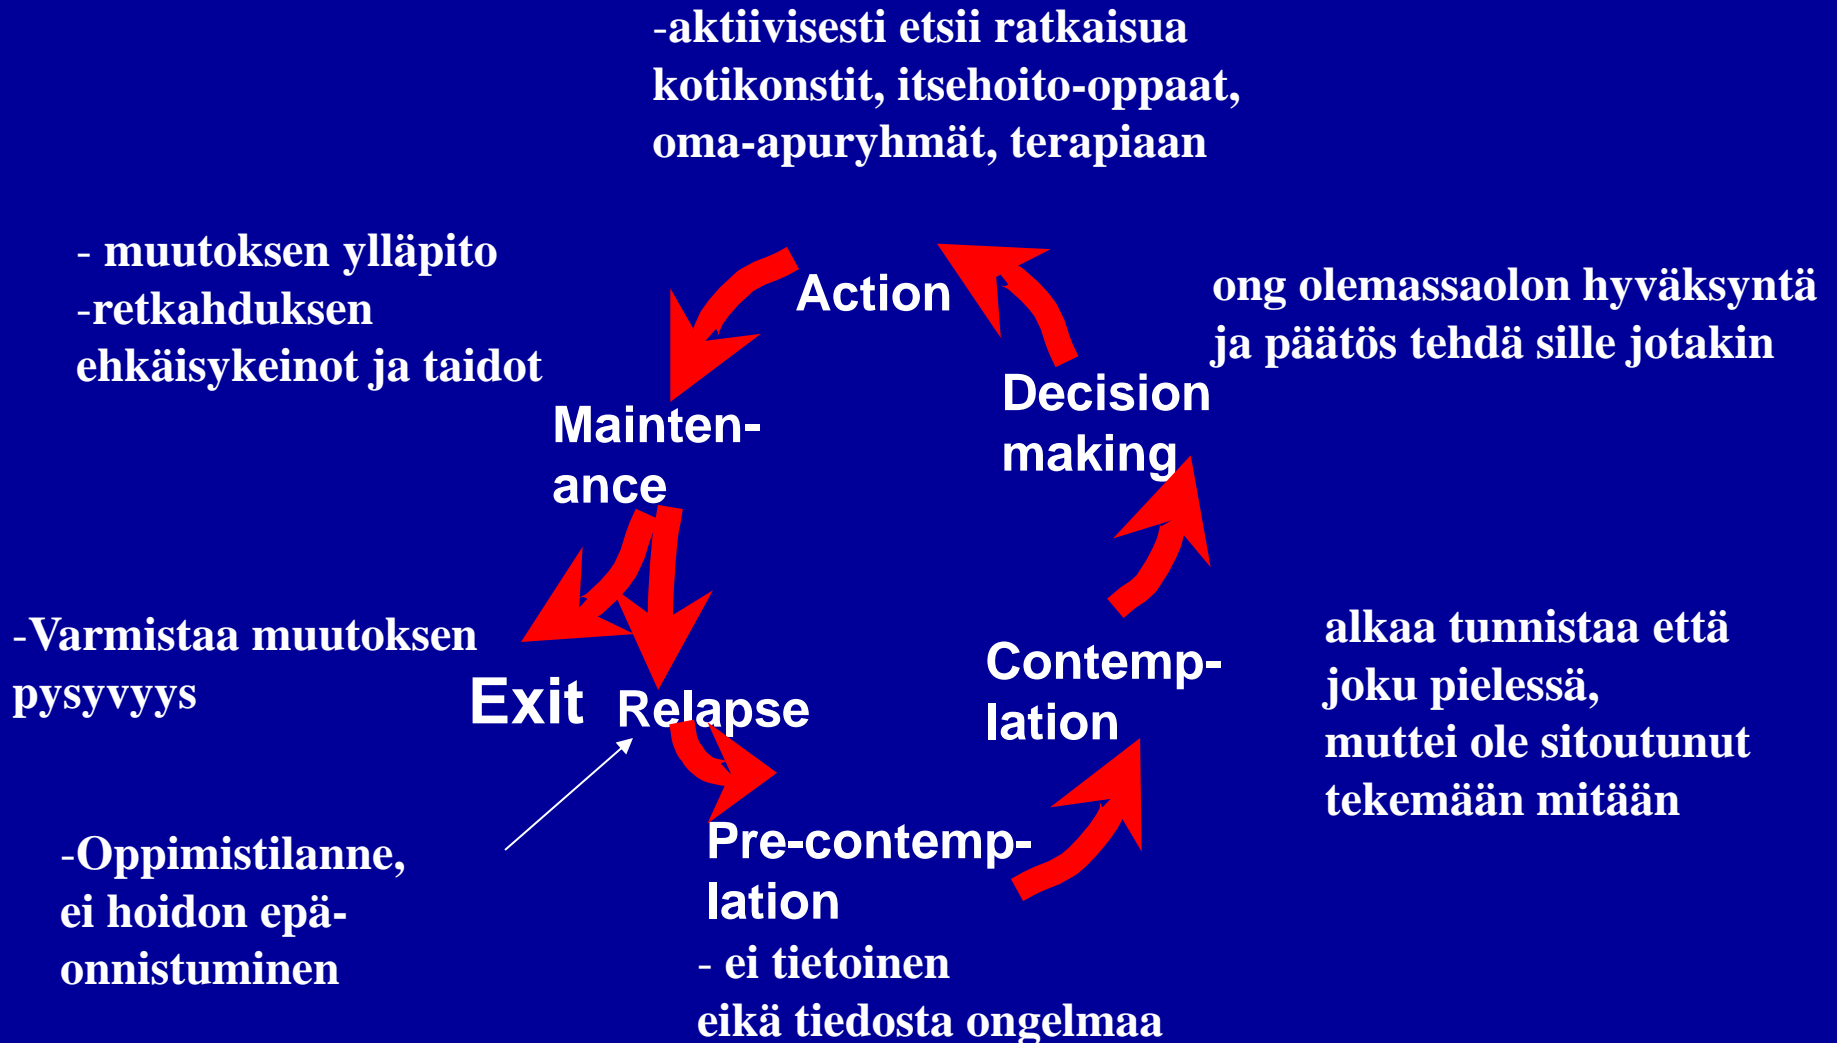 -aktiivisesti etsii ratkaisua
kotikonstit, itsehoito-oppaat,
oma-apuryhmät, terapiaan
- muutoksen ylläpito
-retkahduksen
ehkäisykeinot ja taidot
Action
ong olemassaolon hyväksyntä
ja päätös tehdä sille jotakin
Decision
making
Mainten-
ance
-Varmistaa muutoksen
pysyvyys
Exit
Relapse
Contemp-
lation
alkaa tunnistaa että
joku pielessä,
muttei ole sitoutunut
tekemään mitään
-Oppimistilanne,
ei hoidon epä-
onnistuminen
Pre-contemp-
lation
- ei tietoinen
eikä tiedosta ongelmaa